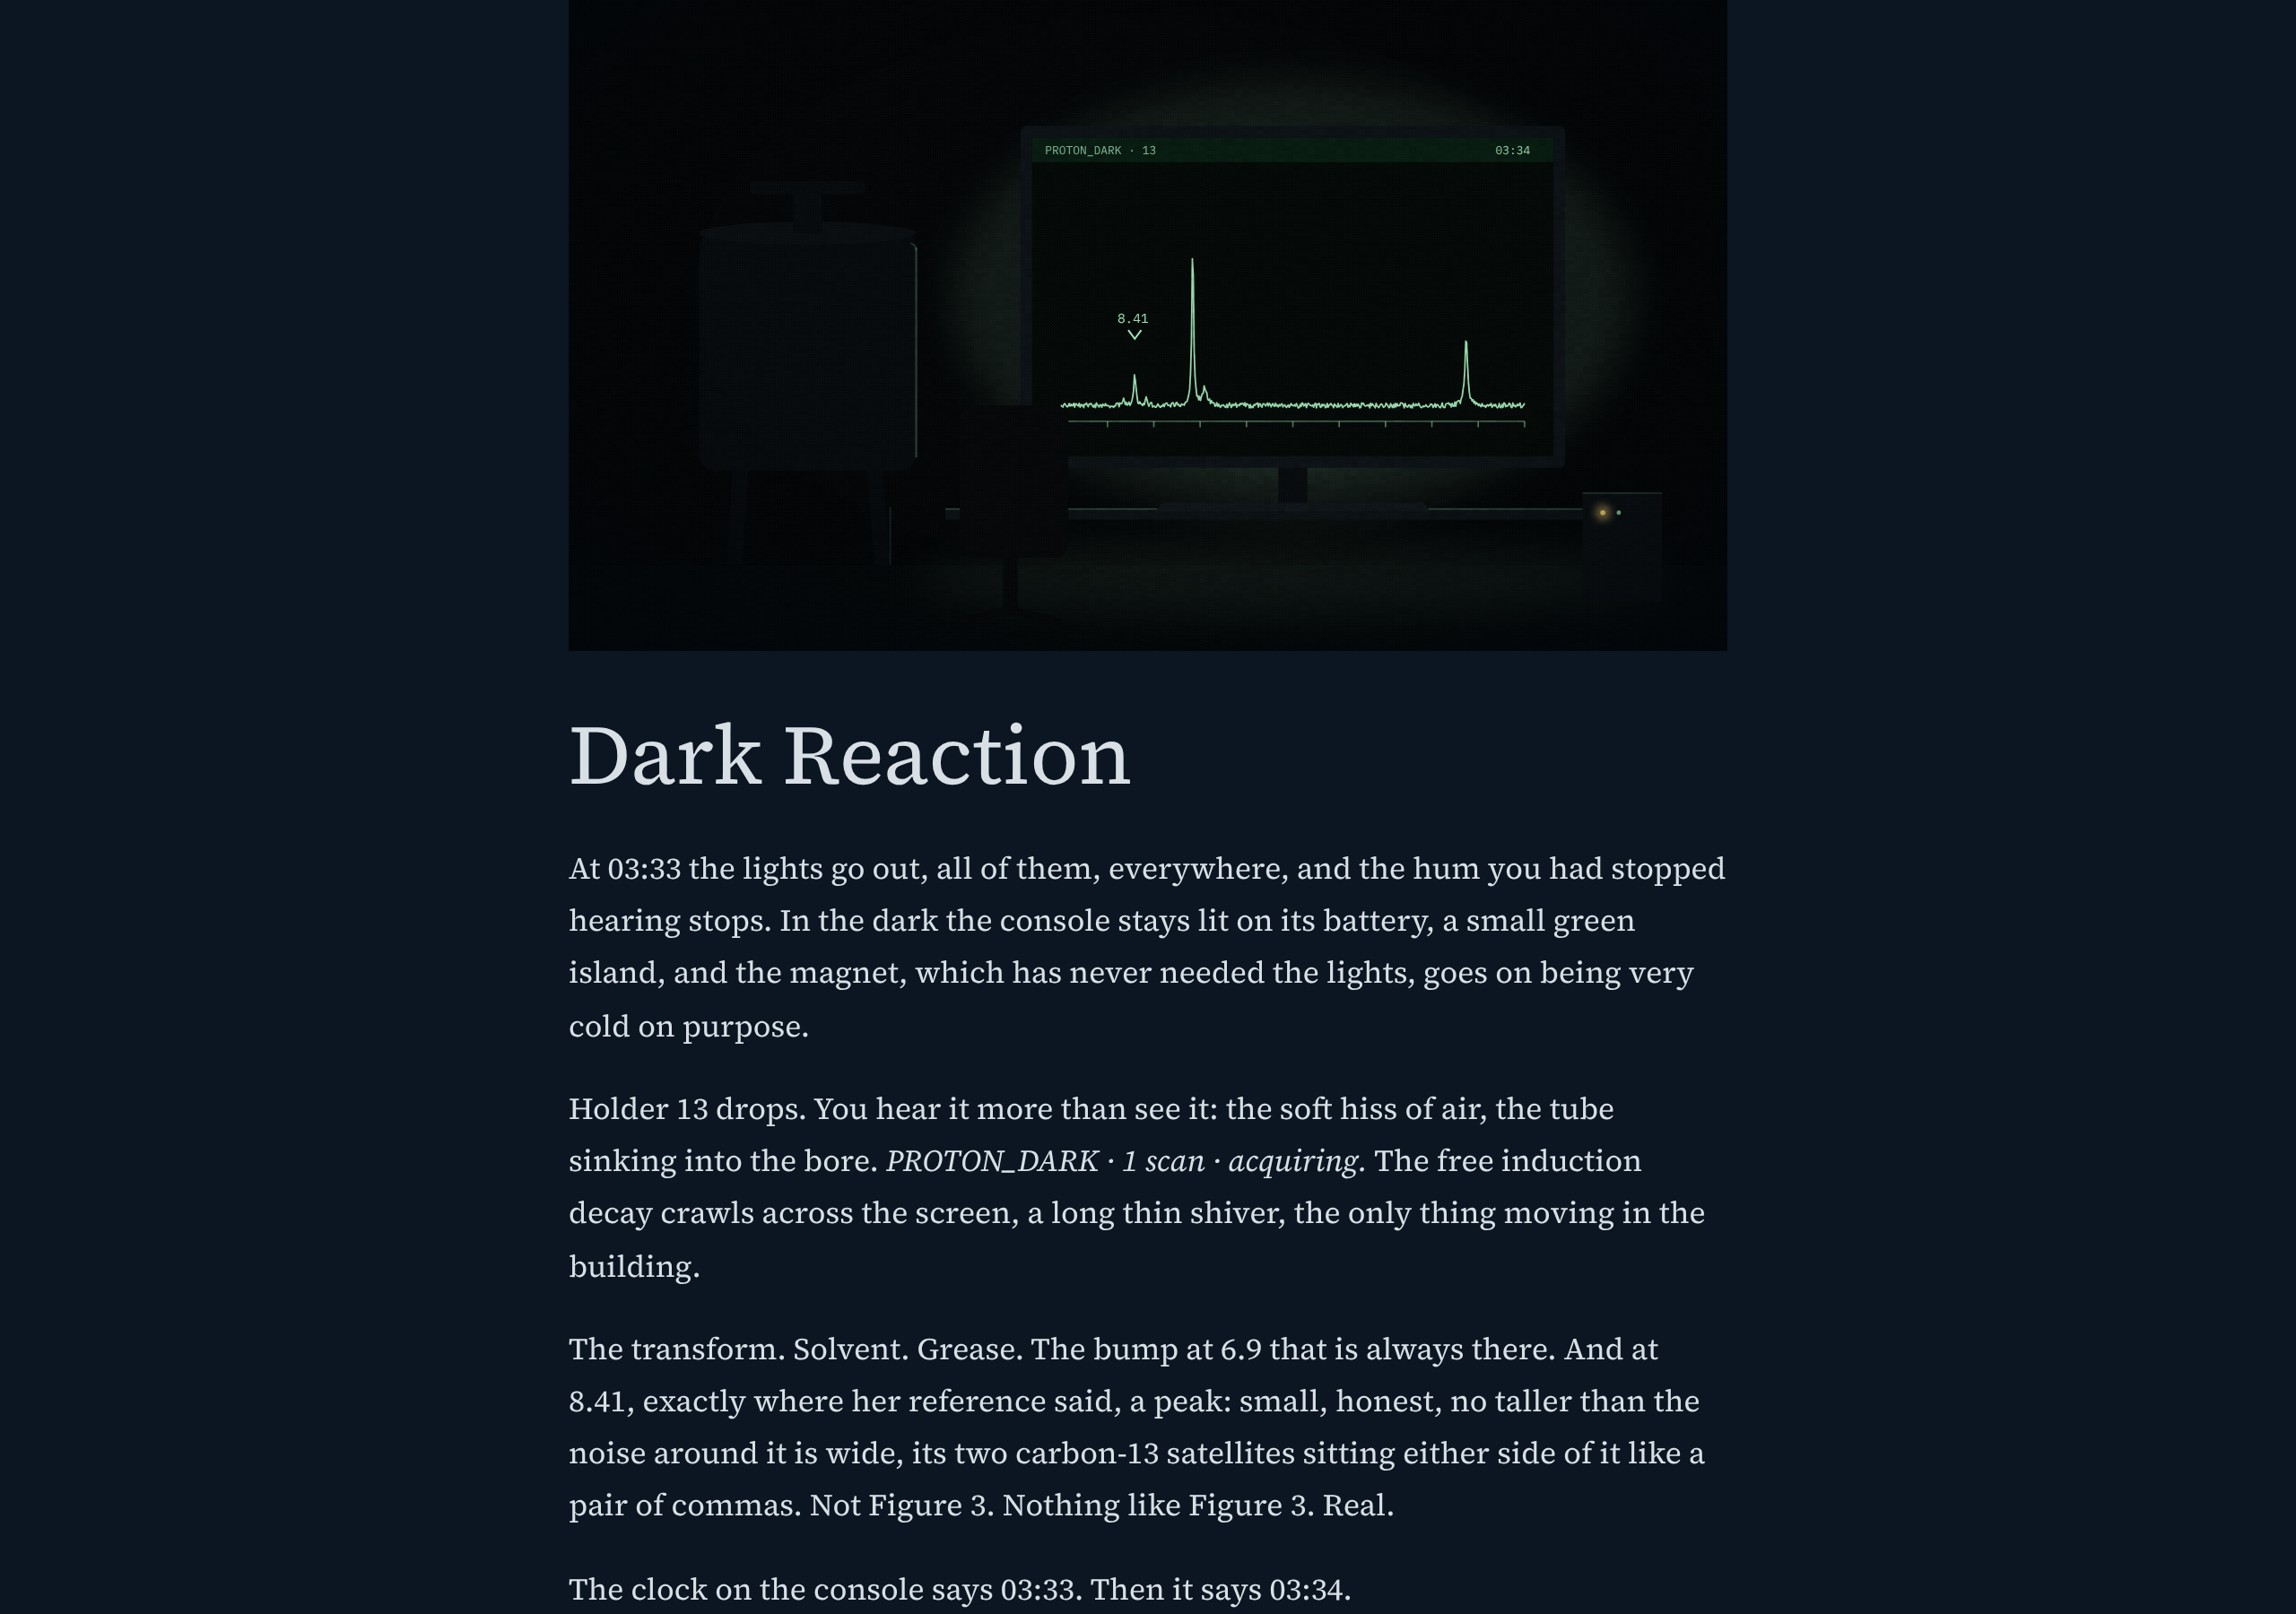 PROTON_DARK · 13
03:34
8.41
Dark Reaction
At 03:33 the lights go out, all of them, everywhere, and the hum you had stopped
hearing stops. In the dark the console stays lit on its battery, a small green
island, and the magnet, which has never needed the lights, goes on being very
cold on purpose.
Holder 13 drops. You hear it more than see it: the soft hiss of air, the tube
sinking into the bore. PROTON_DARK · 1 scan · acquiring. The free induction
decay crawls across the screen, a long thin shiver, the only thing moving in the
building.
The transform. Solvent. Grease. The bump at 6.9 that is always there. And at
8.41, exactly where her reference said, a peak: small, honest, no taller than the
noise around it is wide, its two carbon-13 satellites sitting either side of it like a
pair of commas. Not Figure 3. Nothing like Figure 3. Real.
The clock on the console says 03:33. Then it says 03:34.